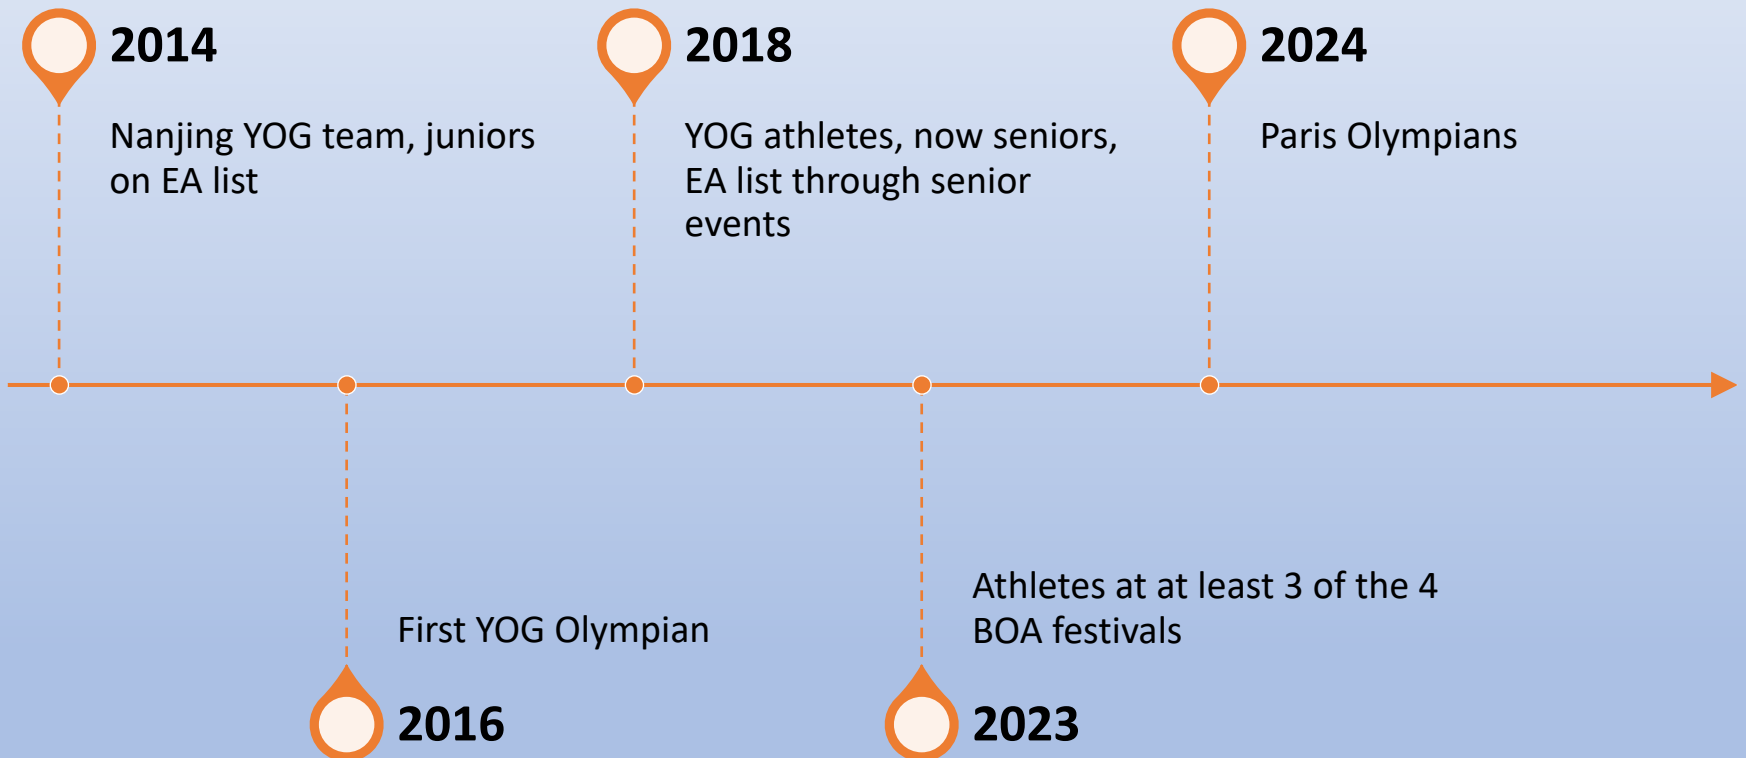 2014
Nanjing YOG team, juniors
on EA list
First YOG Olympian
2016
2018
YOG athletes, now seniors,
EA list through senior
events
Athletes at at least 3 of the 4
BOA festivals
2023
2024
Paris Olympians